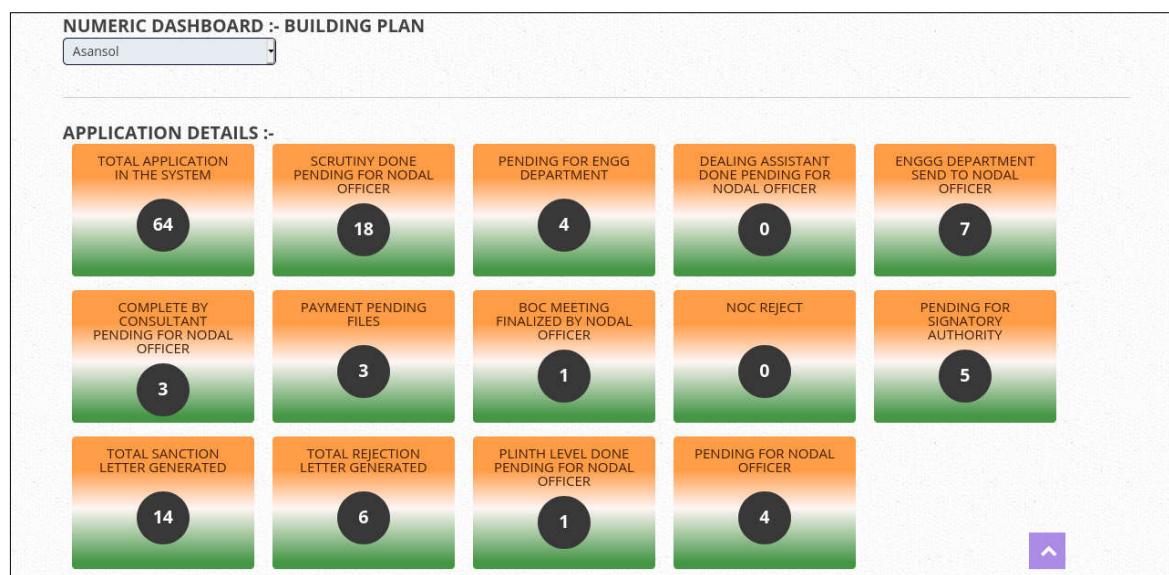 NUMERIC DASHBOARD :- BUILDING PLAN
Asansol
APPLICATION DETAILS :-
TOTAL APPLICATION
IN THE SYSTEM
64
SCRUTINY DONE
PENDING FOR NODAL
OFFICER
18
PENDING FOR ENGG
DEPARTMENT
4
DEALING ASSISTANT
DONE PENDING FOR
NODAL OFFICER
0
ENGGG DEPARTMENT
SEND TO NODAL
OFFICER
7
COMPLETE BY
CONSULTANT
PENDING FOR NODAL
OFFICER
3
PAYMENT PENDING
FILES
3
BOC MEETING
FINALIZED BY NODAL
OFFICER
1
NOC REJECT
0
PENDING FOR
SIGNATORY
AUTHORITY
5
TOTAL SANCTION
LETTER GENERATED
14
TOTAL REJECTION
LETTER GENERATED
6
PLINTH LEVEL DONE
PENDING FOR NODAL
OFFICER
1
PENDING FOR NODAL
OFFICER
4